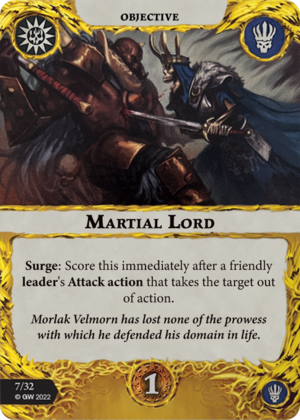 OBJECTIVE
MARTIAL LORD
Surge: Score this immediately after a friendly
leader's Attack action that takes the target out
of action.
Morlak Velmorn has lost none of the prowess
with which he defended his domain in life.
7/32
© GW 2022
1